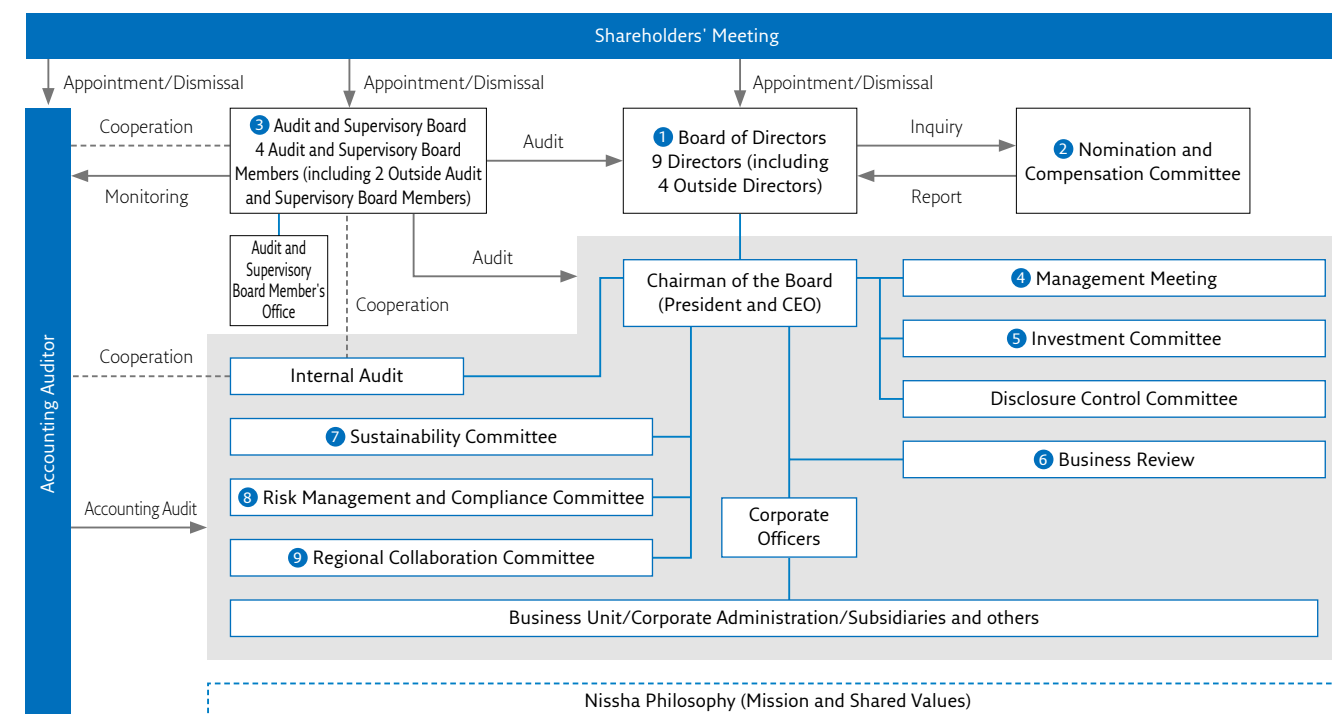 Shareholders' Meeting
Appointment/Dismissal
Appointment/Dismissal
Appointment/Dismissal
Accounting Auditor
Cooperation
Monitoring
3 Audit and Supervisory Board
4 Audit and Supervisory Board
Members (including 2 Outside Audit
and Supervisory Board Members)
Audit
1 Board of Directors
9 Directors (including
4 Outside Directors)
Inquiry
Report
2 Nomination and
Compensation Committee
Audit and
Supervisory
Board Member's
Office
Audit
Cooperation
Chairman of the Board
(President and CEO)
4 Management Meeting
5 Investment Committee
Disclosure Control Committee
6 Business Review
Cooperation
Internal Audit
7 Sustainability Committee
8 Risk Management and Compliance Committee
9 Regional Collaboration Committee
Accounting Audit
Corporate
Officers
Business Unit/Corporate Administration/Subsidiaries and others
Nissha Philosophy (Mission and Shared Values)